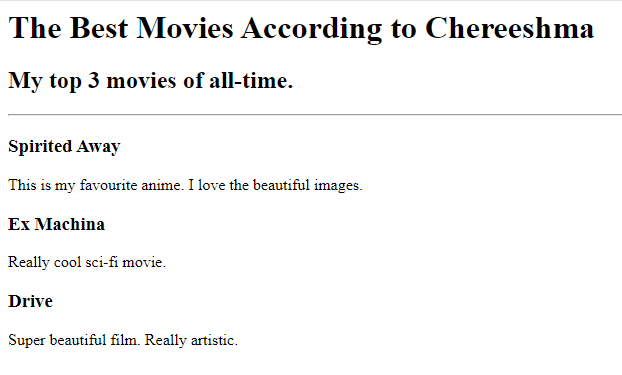 The Best Movies According to Chereeshma
My top 3 movies of all-time.
Spirited Away
This is my favourite anime. I love the beautiful images.
Ex Machina
Really cool sci-fi movie.
Drive
Super beautiful film. Really artistic.